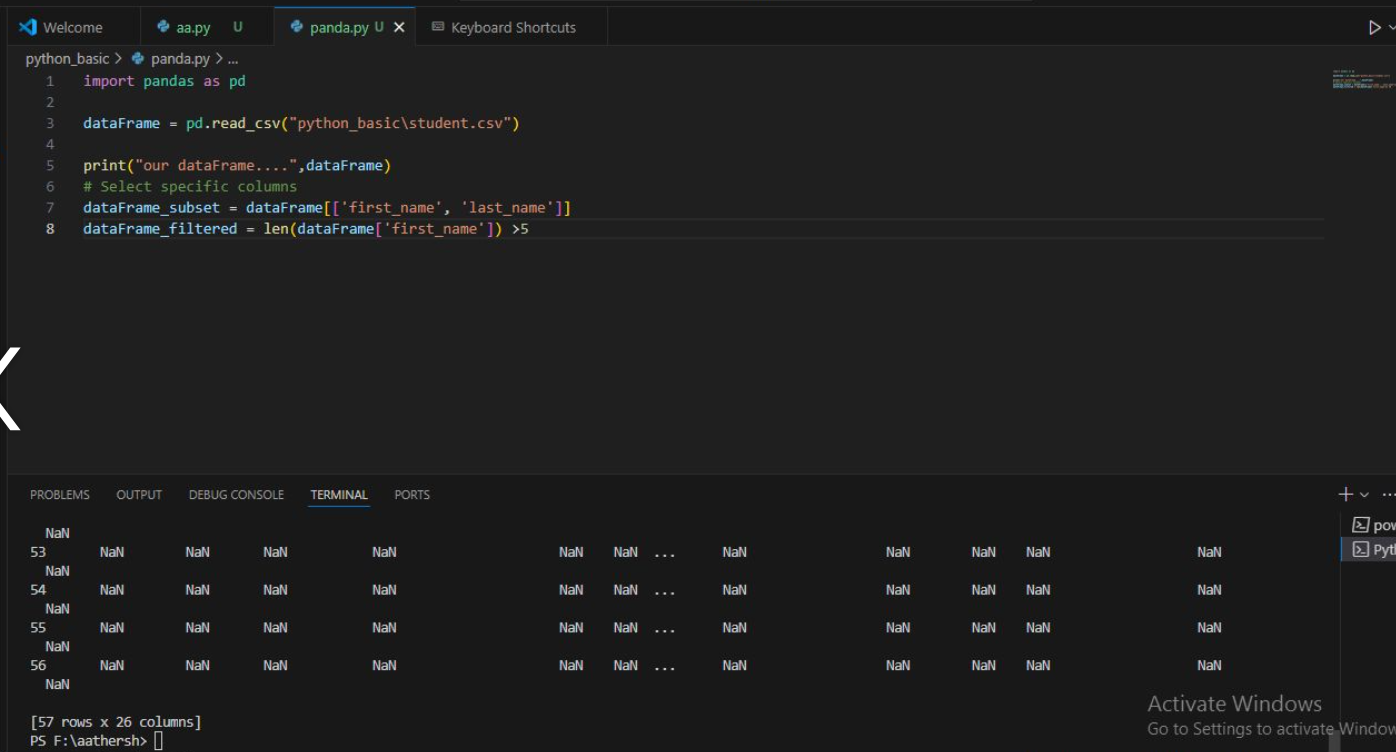 Welcome aa.py U panda.py U Keyboard Shortcuts
python_basic > panda.py > ...
1 import pandas as pd
2
3 dataFrame = pd.read_csv("python_basic\student.csv")
4
5 print("our dataFrame....",dataFrame)
6 # Select specific columns
7 dataFrame_subset = dataFrame[['first_name', 'last_name']]
8 dataFrame_filtered = len(dataFrame['first_name']) >5
PROBLEMS OUTPUT DEBUG CONSOLE TERMINAL PORTS
NaN
53 NaN NaN NaN NaN NaN NaN ... NaN NaN NaN NaN NaN
NaN
54 NaN NaN NaN NaN NaN NaN ... NaN NaN NaN NaN NaN
NaN
55 NaN NaN NaN NaN NaN NaN ... NaN NaN NaN NaN NaN
NaN
56 NaN NaN NaN NaN NaN NaN ... NaN NaN NaN NaN NaN
NaN
[57 rows x 26 columns]
PS F:\aathersh>
pow
Pyth
Activate Windows
Go to Settings to activate Window